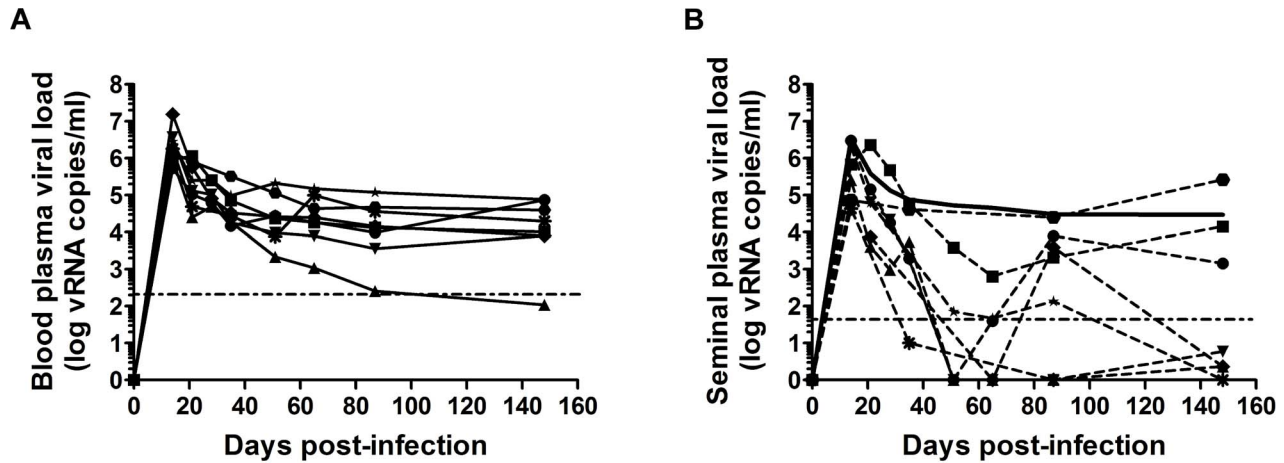 A
Blood plasma viral load
(log vRNA copies/ml)
8
7
6
5
4
3
2
1
0
0 20 40 60 80 100 120 140 160
Days post-infection
B
Seminal plasma viral load
(log vRNA copies/ml)
8
7
6
5
4
3
2
1
0
0 20 40 60 80 100 120 140 160
Days post-infection